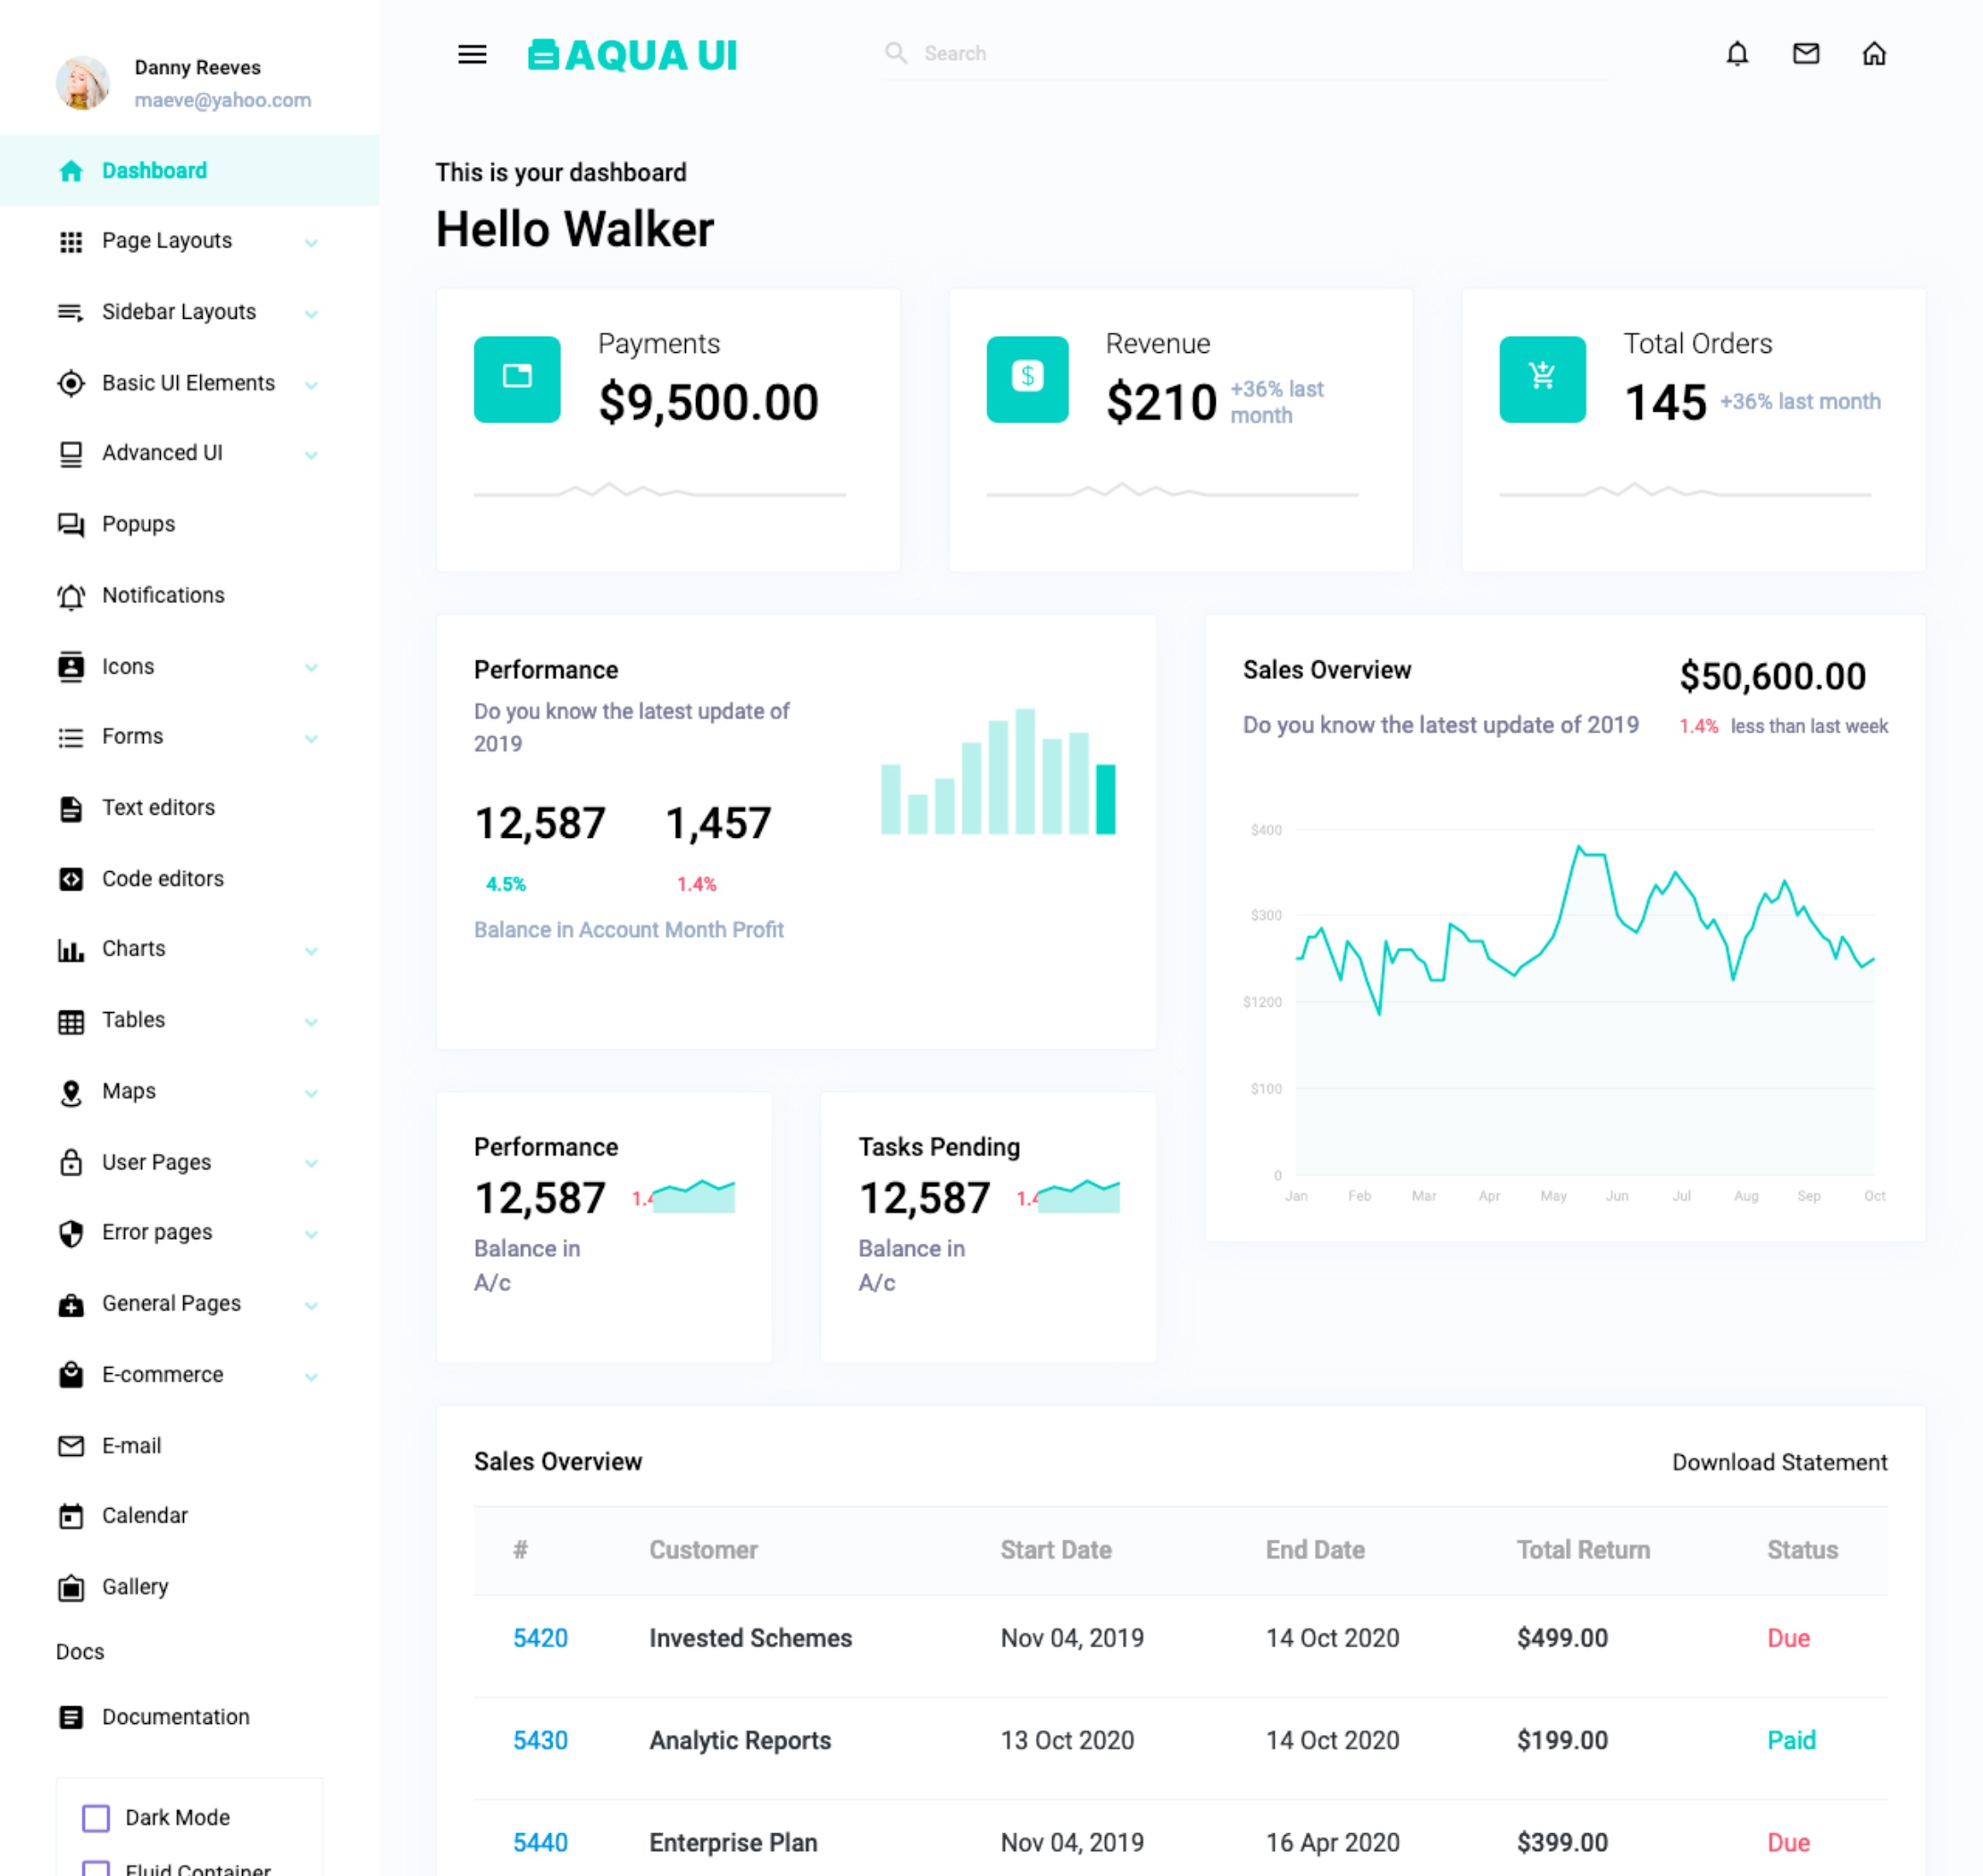 Danny Reeves
maeve@yahoo.com
Dashboard
Page Layouts
Sidebar Layouts
Basic UI Elements
Advanced UI
Popups
Notifications
Icons
Forms
Text editors
Code editors
Charts
Tables
Maps
User Pages
Error pages
General Pages
E-commerce
E-mail
Calendar
Gallery
Docs
Documentation
Dark Mode
Fluid Container
AQUA UI
Search
This is your dashboard
Hello Walker
Payments
$9,500.00
Revenue
$210 +36% last
month
Total Orders
145 +36% last month
Performance
Do you know the latest update of
2019
12,587 1,457
4.5% 1.4%
Balance in Account Month Profit
Sales Overview
$50,600.00
Do you know the latest update of 2019
1.4% less than last week
$400
$300
$1200
$100
0
Jan Feb Mar Apr May Jun Jul Aug Sep Oct
Performance
12,587 1.4
Balance in
A/c
Tasks Pending
12,587 1.4
Balance in
A/c
Sales Overview
Download Statement
# Customer Start Date End Date Total Return Status
5420 Invested Schemes Nov 04, 2019 14 Oct 2020 $499.00 Due
5430 Analytic Reports 13 Oct 2020 14 Oct 2020 $199.00 Paid
5440 Enterprise Plan Nov 04, 2019 16 Apr 2020 $399.00 Due